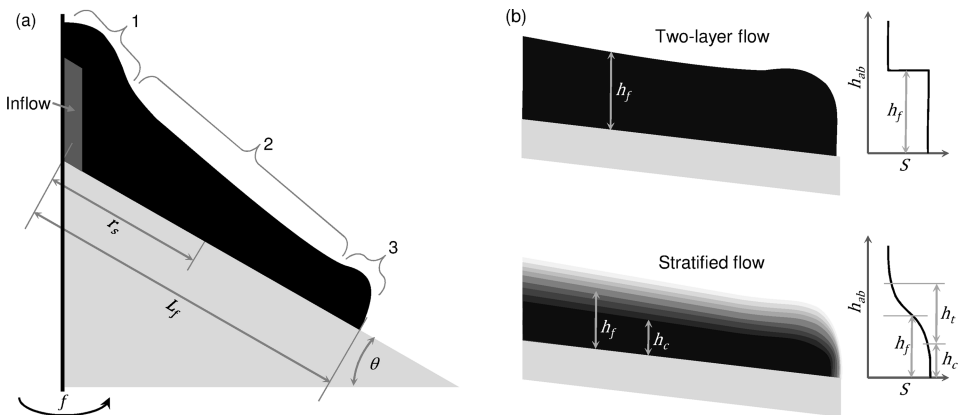 (a)
1
2
3
Inflow
r_s
L_f
θ
f
(b)
Two-layer flow
h_f
h_ab
h_f
S
Stratified flow
h_f
h_c
h_ab
h_f
h_t
h_c
S